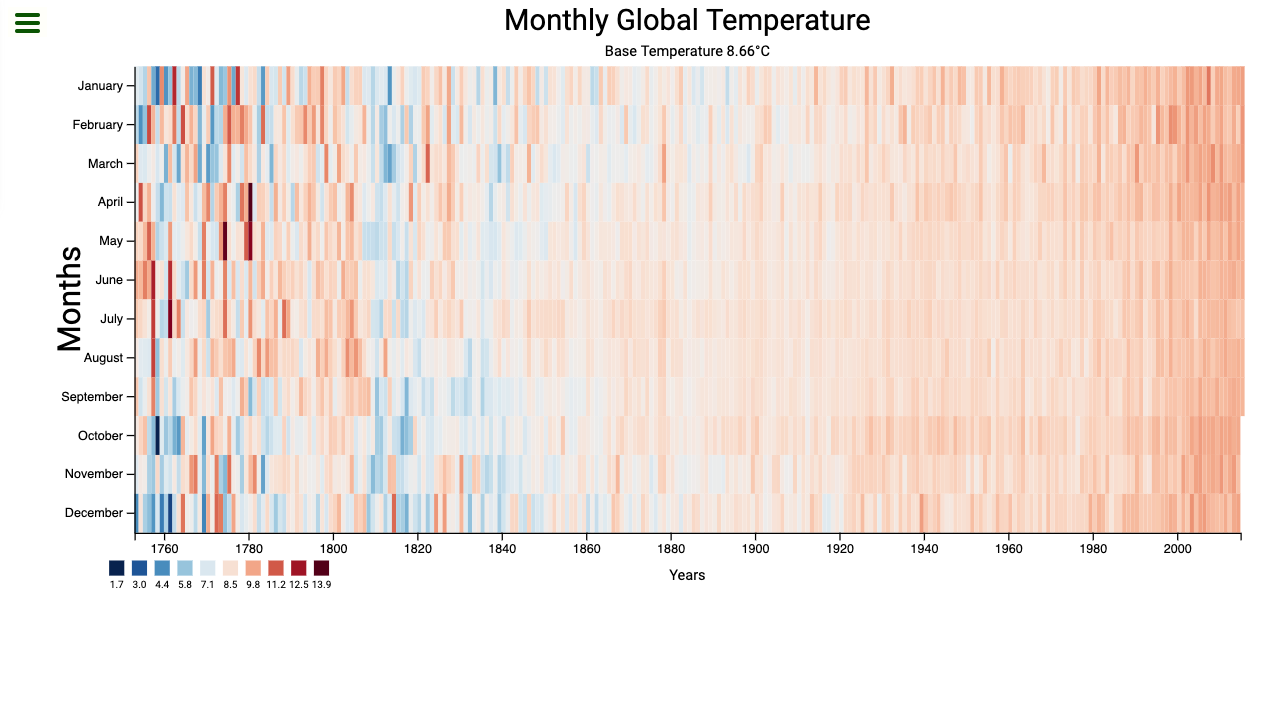 Monthly Global Temperature
Base Temperature 8.66°C
Months
January
February
March
April
May
June
July
August
September
October
November
December
1760 1780 1800 1820 1840 1860 1880 1900 1920 1940 1960 1980 2000
Years
1.7 3.0 4.4 5.8 7.1 8.5 9.8 11.2 12.5 13.9